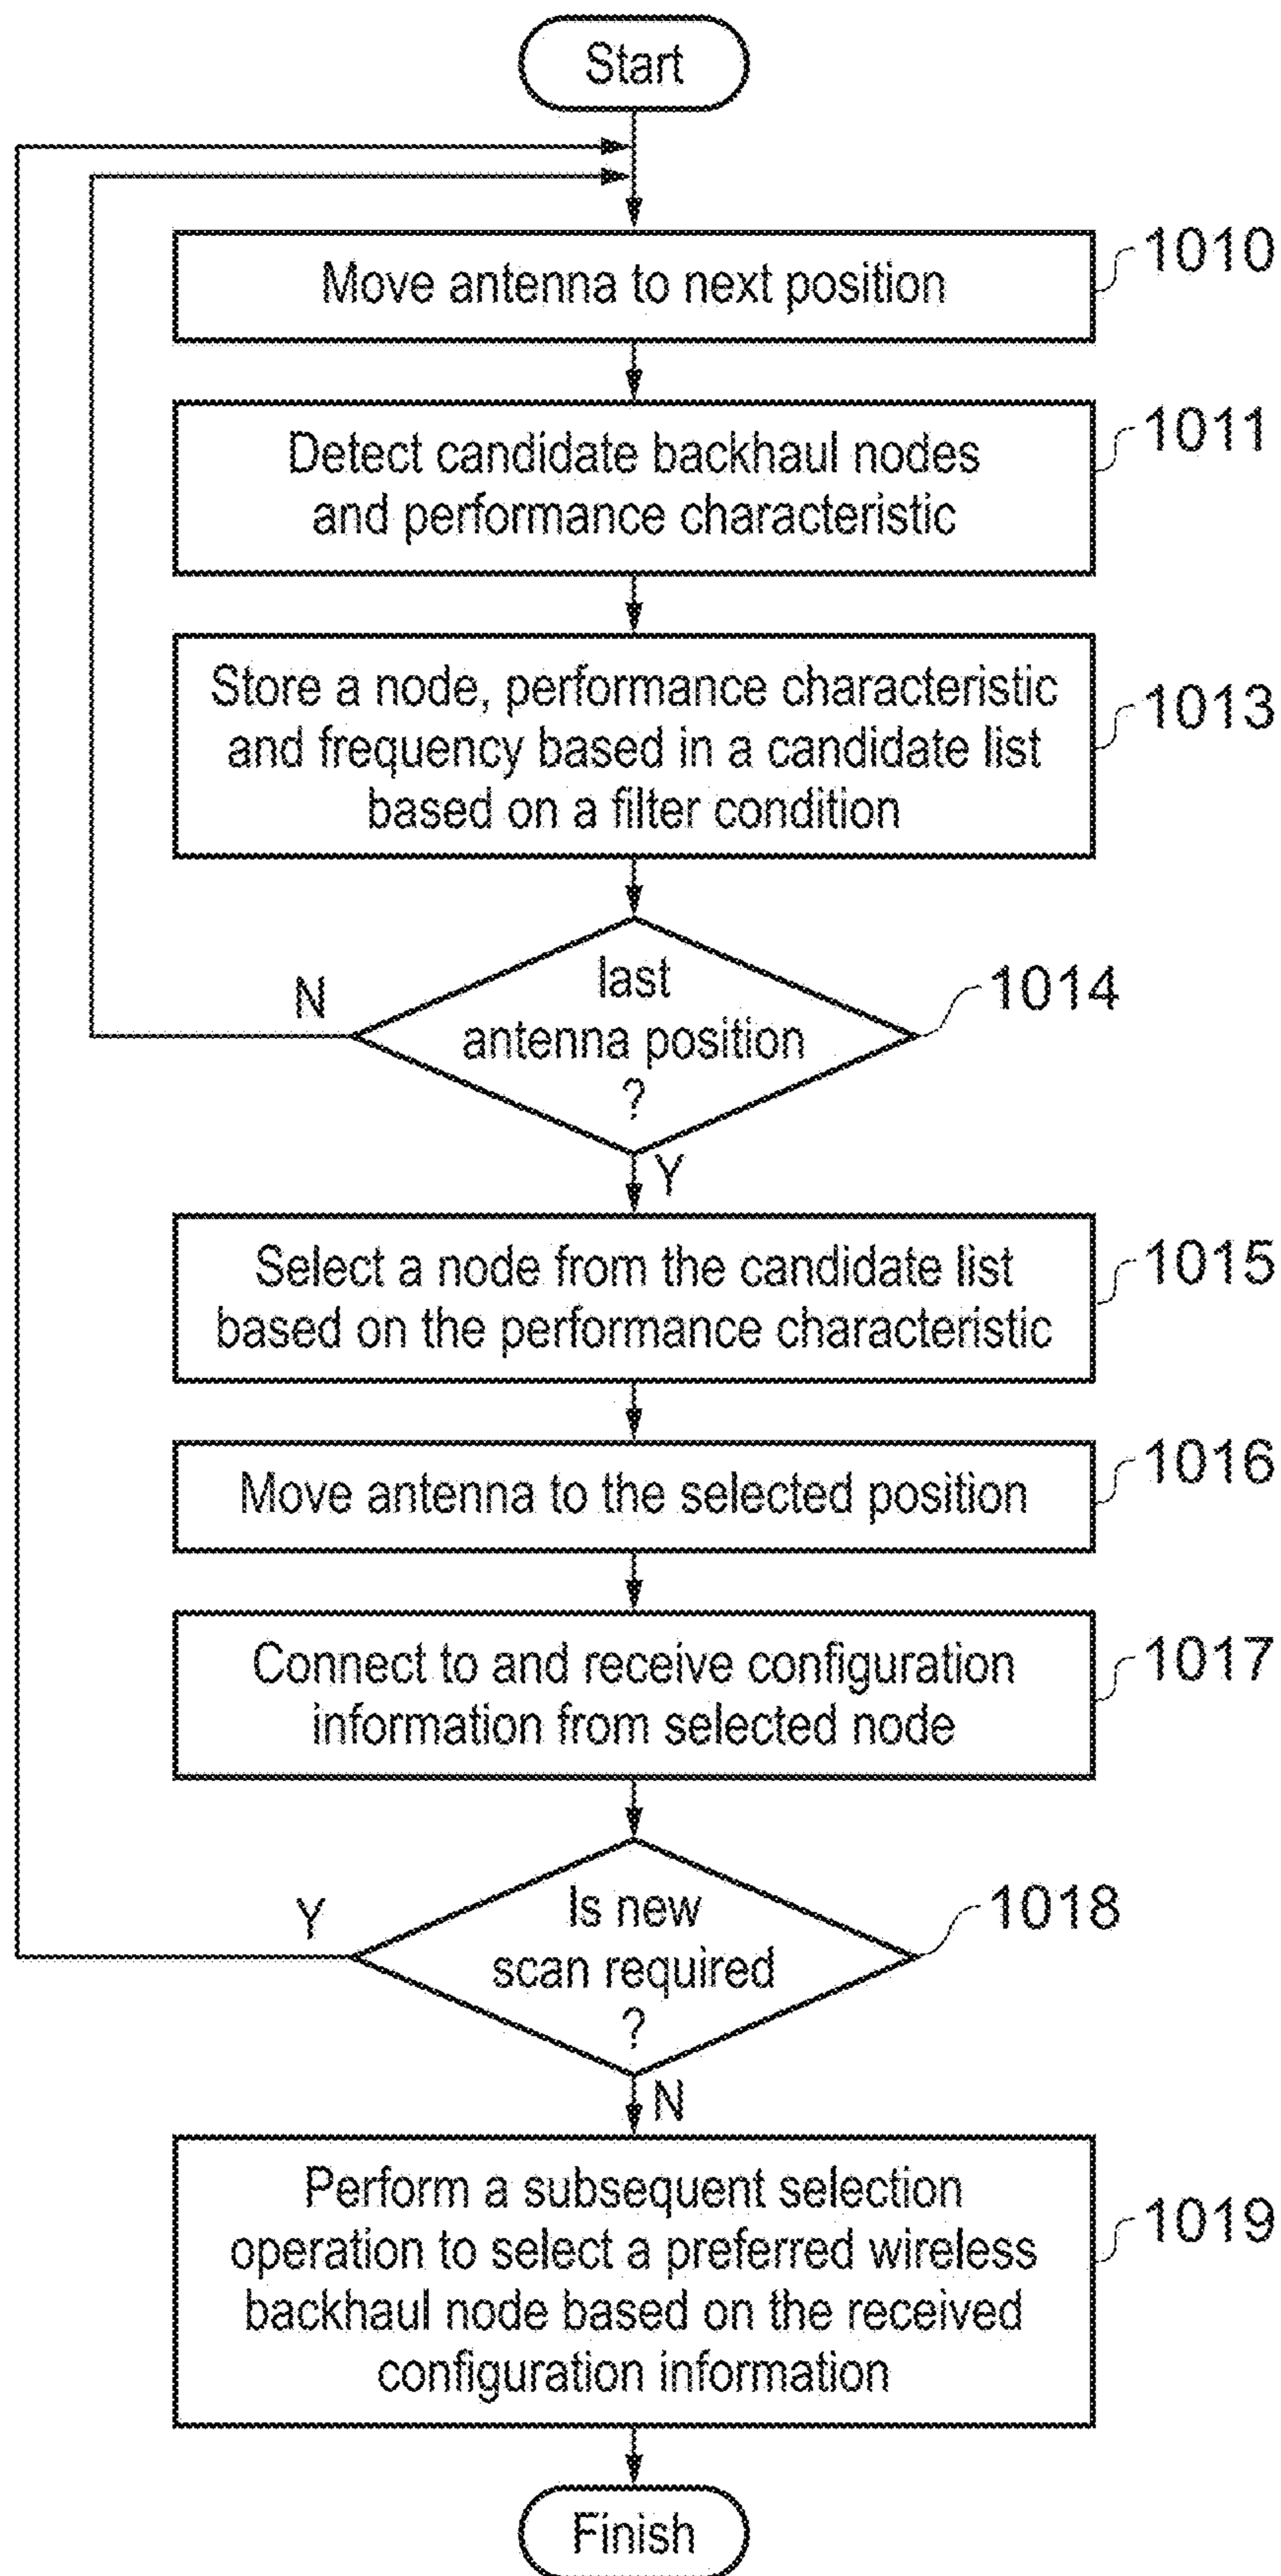 Start
Move antenna to next position
1010
Detect candidate backhaul nodes
and performance characteristic
1011
Store a node, performance characteristic
and frequency based in a candidate list
based on a filter condition
1013
last
antenna position
?
1014
N
Y
Select a node from the candidate list
based on the performance characteristic
1015
Move antenna to the selected position
1016
Connect to and receive configuration
information from selected node
1017
Is new
scan required
?
1018
Y
N
Perform a subsequent selection
operation to select a preferred wireless
backhaul node based on the received
configuration information
1019
Finish